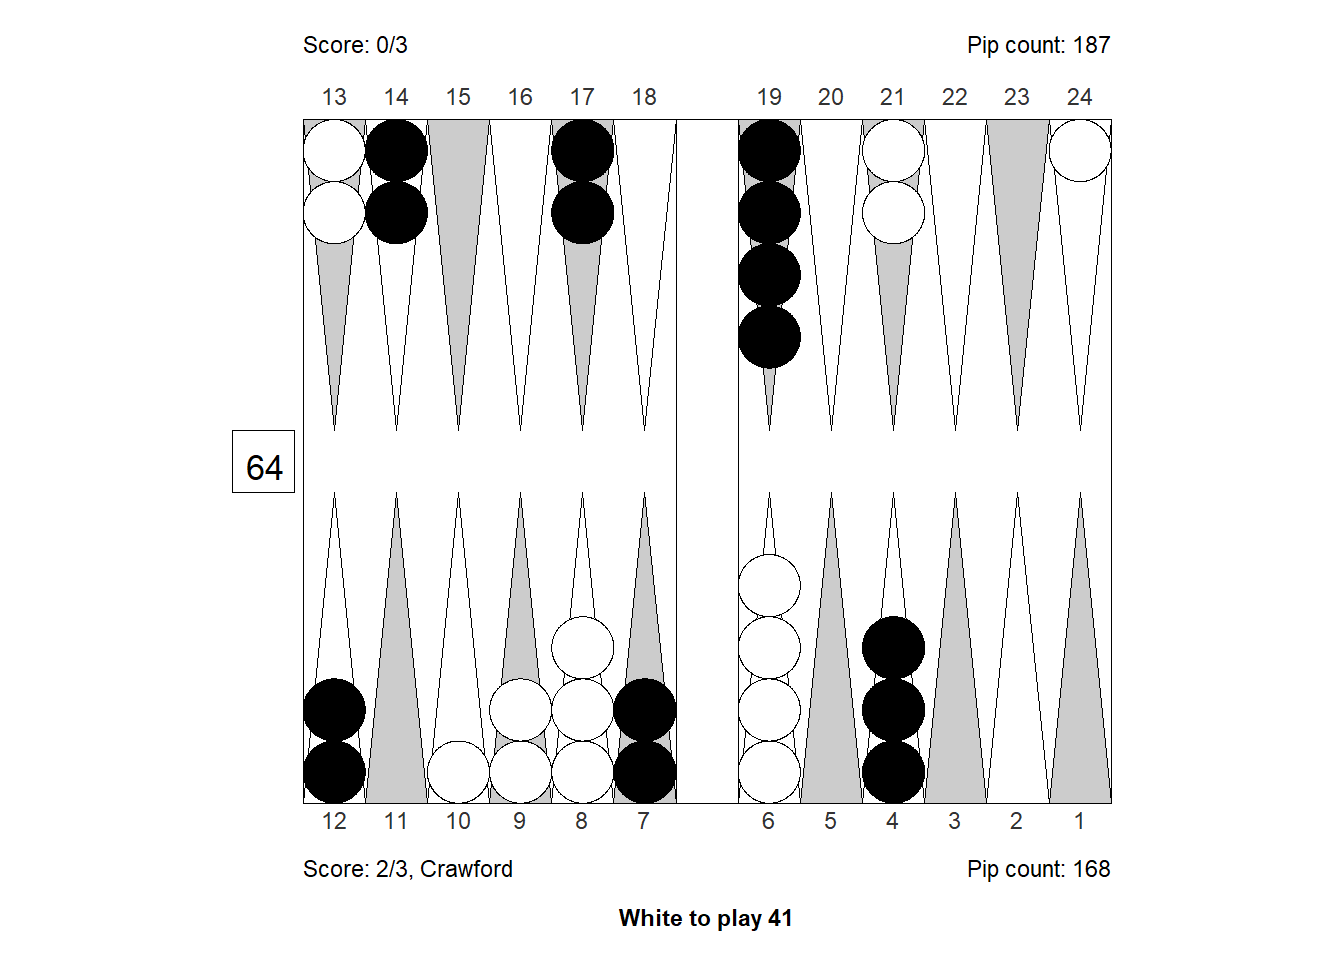 Score: 0/3 Pip count: 187
13 14 15 16 17 18 19 20 21 22 23 24
64
12 11 10 9 8 7 6 5 4 3 2 1
Score: 2/3, Crawford Pip count: 168
White to play 41